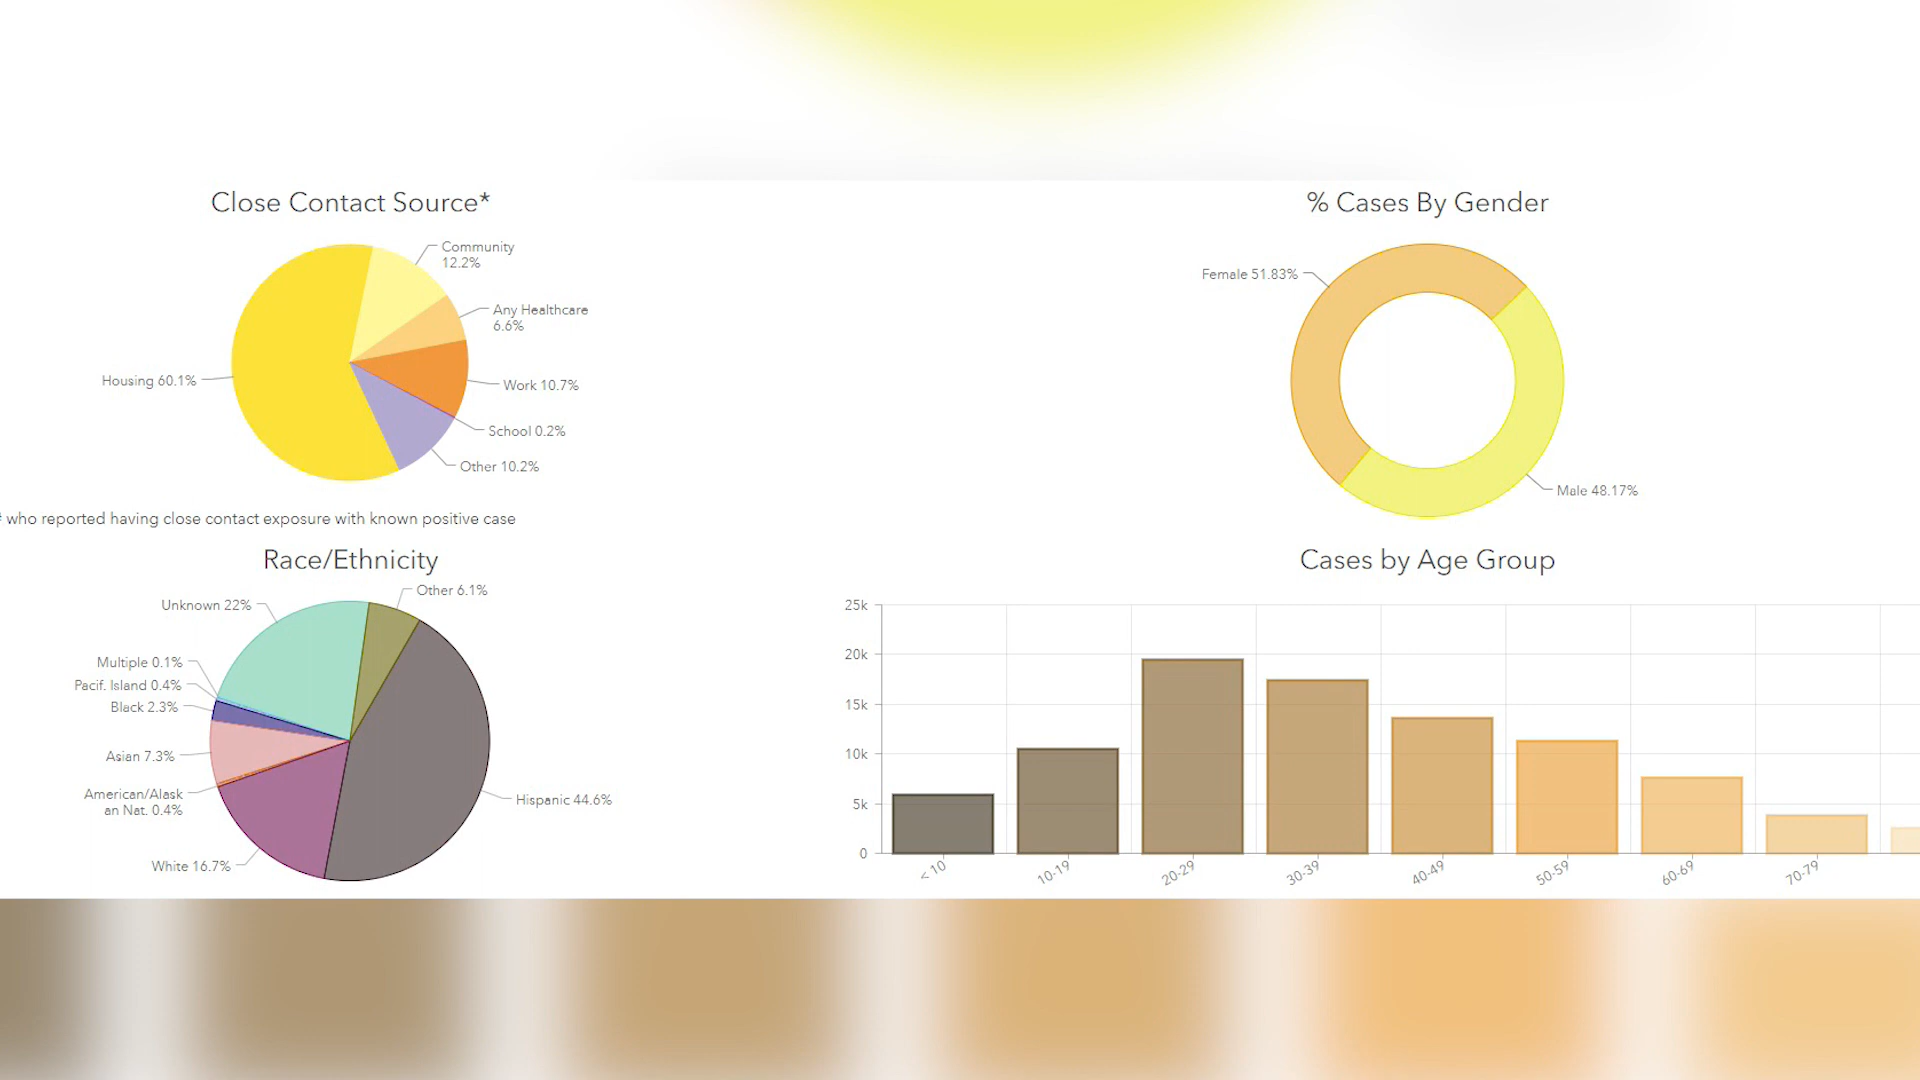 Close Contact Source*
Community
12.2%
Any Healthcare
6.6%
Housing 60.1%
Work 10.7%
School 0.2%
Other 10.2%
who reported having close contact exposure with known positive case
% Cases By Gender
Female 51.83%
Male 48.17%
Race/Ethnicity
Other 6.1%
Unknown 22%
Multiple 0.1%
Pacif. Island 0.4%
Black 2.3%
Asian 7.3%
American/Alask
an Nat. 0.4%
Hispanic 44.6%
White 16.7%
Cases by Age Group
25k
20k
15k
10k
5k
0
< 10
10-19
20-29
30-39
40-49
50-59
60-69
70-79